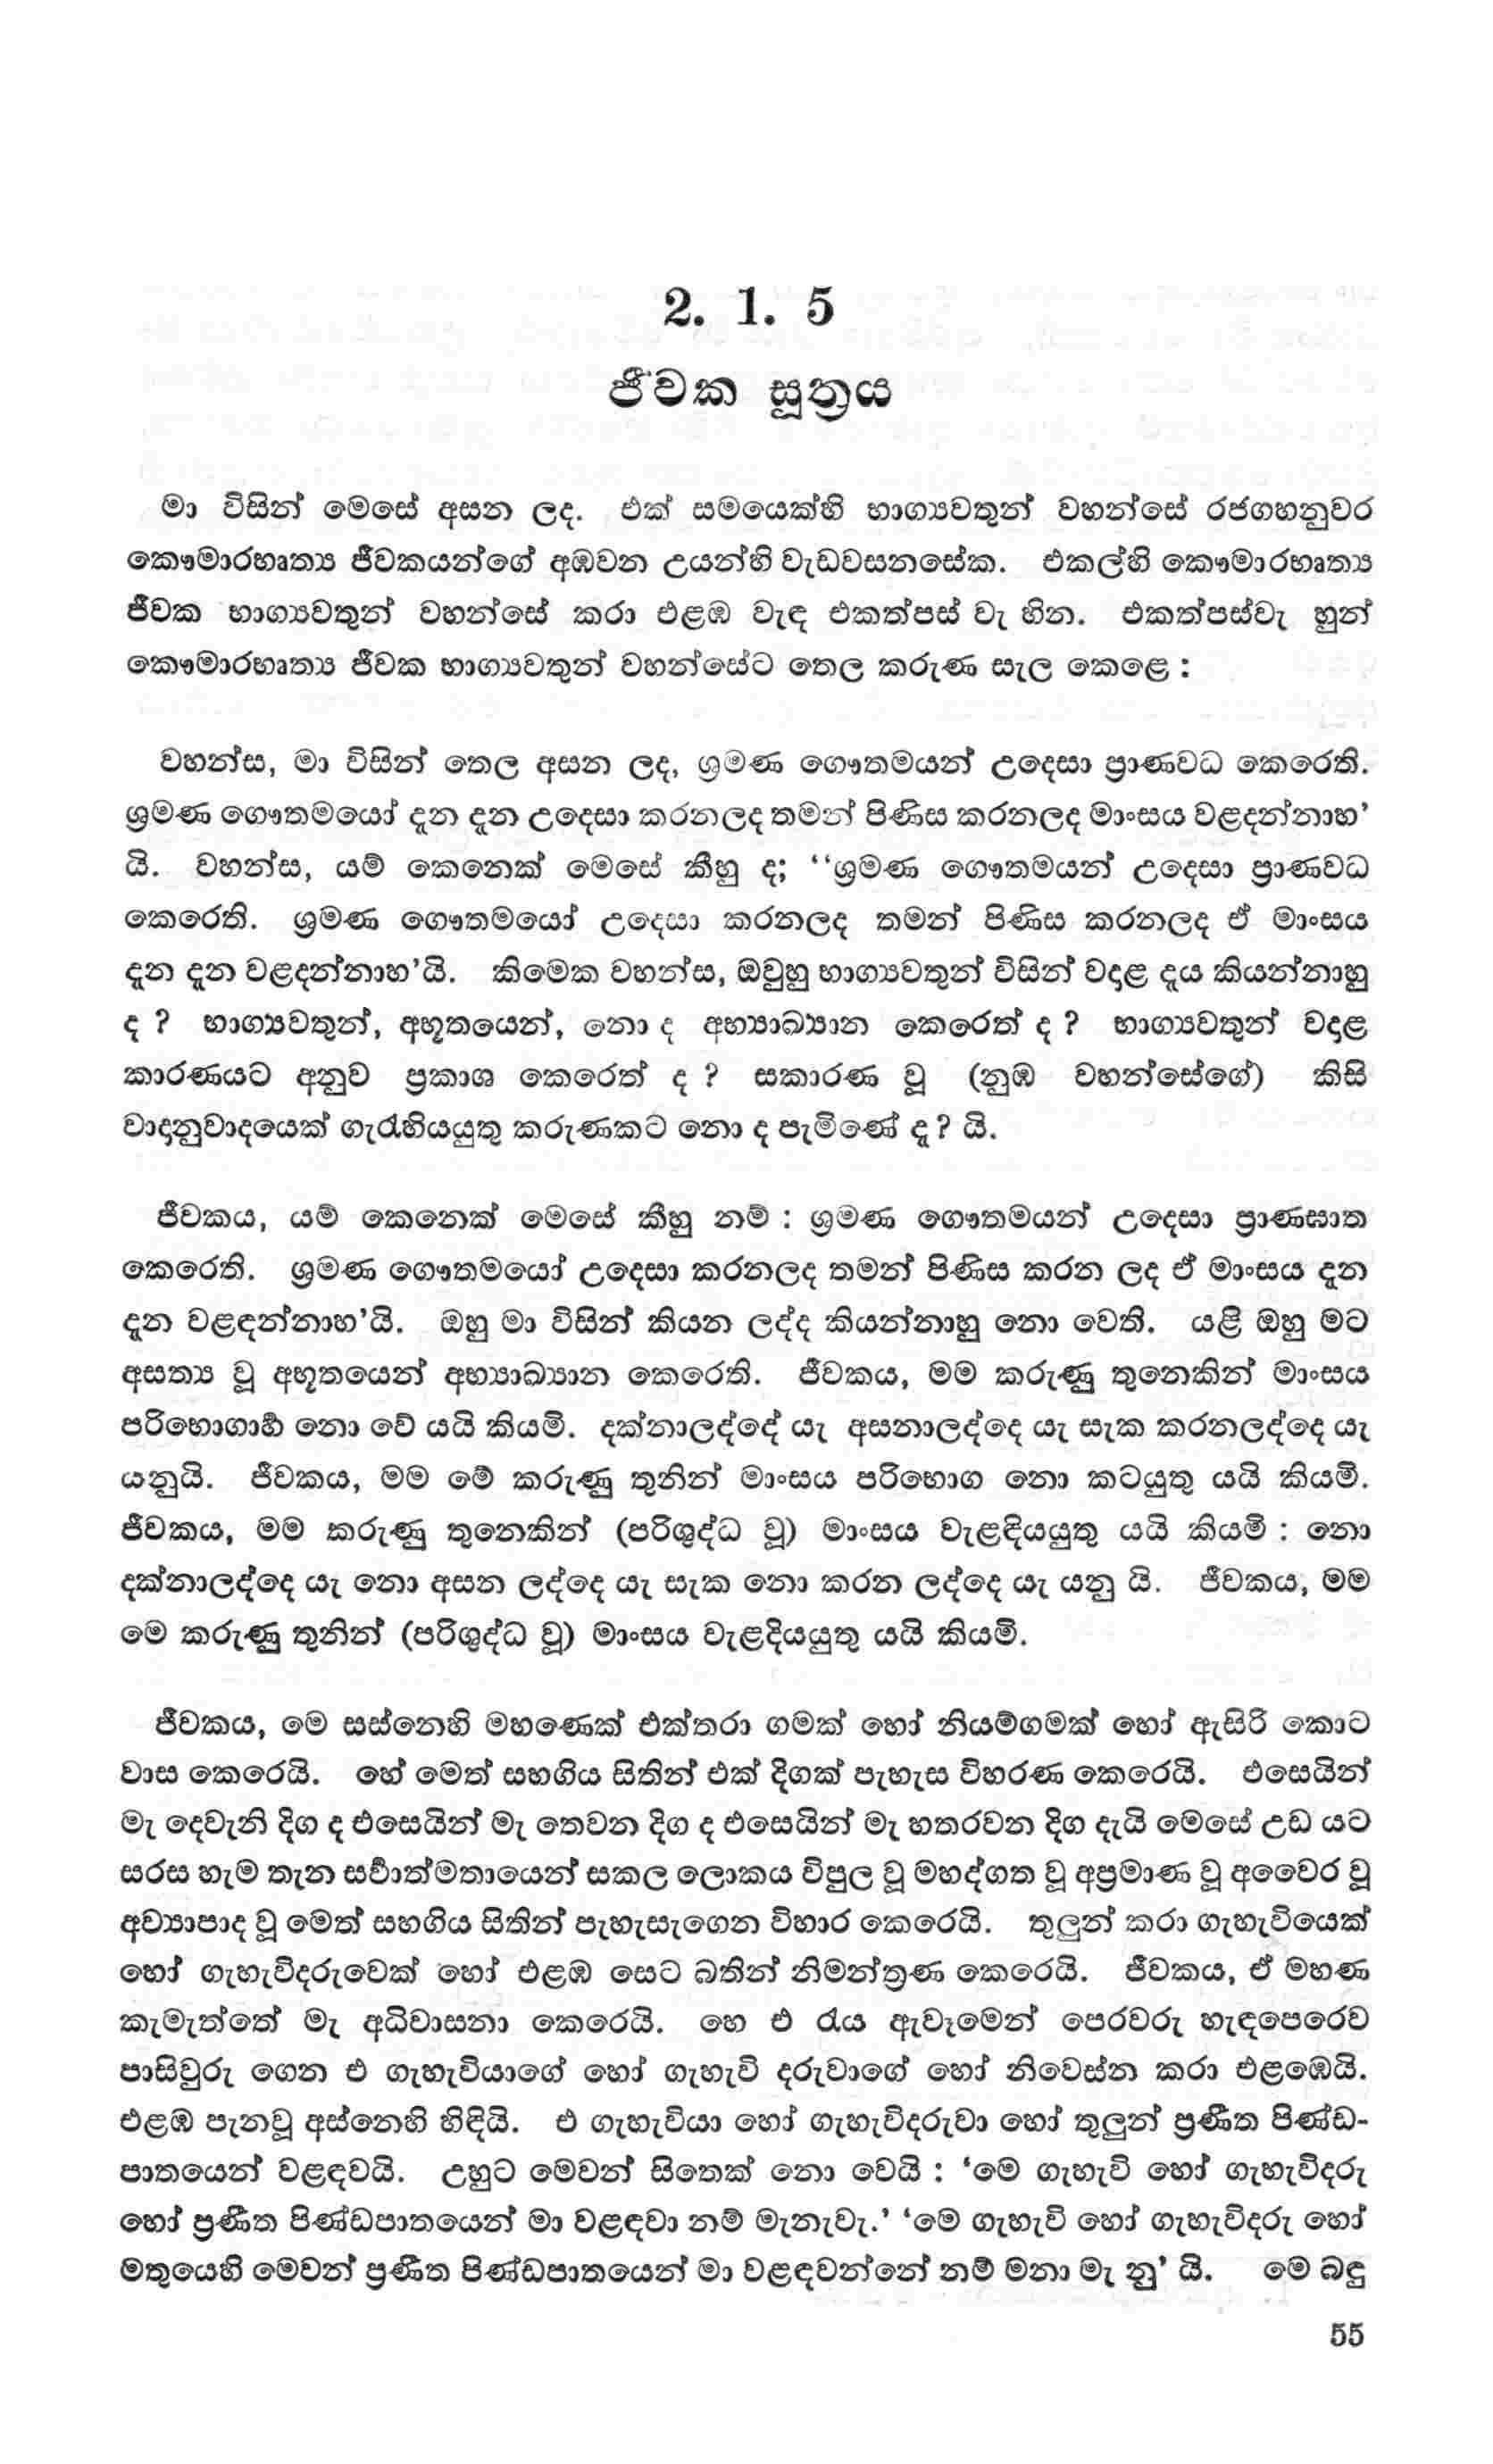 2. 1. 5
ජීවක සූත්‍රය
මා විසින් මෙසේ අසන ලද. එක් සමයෙක්හි භාග්‍යවතුන් වහන්සේ රජගහනුවර
කෞමාරභෘත්‍ය ජීවකයන්ගේ අඹවන උයන්හි වැඩවසනසේක. එකල්හි කෞමාරභෘත්‍ය
ජීවක භාග්‍යවතුන් වහන්සේ කරා එළඹ වැඳ එකත්පස් වැ හින. එකත්පස්වැ හුන්
කෞමාරභෘත්‍ය ජීවක භාග්‍යවතුන් වහන්සේට තෙල කරුණ සැල කෙළෙ :
වහන්ස, මා විසින් තෙල අසන ලද, ශ්‍රමණ ගෞතමයන් උදෙසා ප්‍රාණවධ කෙරෙති.
ශ්‍රමණ ගෞතමයෝ දැන දැන උදෙසා කරනලද තමන් පිණිස කරනලද මාංසය වළදන්නාහ’
යි. වහන්ස, යම් කෙනෙක් මෙසේ කීහු ද; ‘‘ශ්‍රමණ ගෞතමයන් උදෙසා ප්‍රාණවධ
කෙරෙති. ශ්‍රමණ ගෞතමයෝ උදෙසා කරනලද තමන් පිණිස කරනලද ඒ මාංසය
දැන දැන වළදන්නාහ’යි. කිමෙක වහන්ස, ඔවුහු භාග්‍යවතුන් විසින් වදාළ දැය කියන්නාහු
ද ? භාග්‍යවතුන්, අභූතයෙන්, නො ද අභ්‍යාඛ්‍යාන කෙරෙත් ද ? භාග්‍යවතුන් වදාළ
කාරණයට අනුව ප්‍රකාශ කෙරෙත් ද ? සකාරණ වූ (නුඹ වහන්සේගේ) කිසි
වාදානුවාදයෙක් ගැරැහියයුතු කරුණකට නො ද පැමිණේ දැ? යි.
ජීවකය, යම් කෙනෙක් මෙසේ කීහු නම් : ශ්‍රමණ ගෞතමයන් උදෙසා ප්‍රාණඝාත
කෙරෙති. ශ්‍රමණ ගෞතමයෝ උදෙසා කරනලද තමන් පිණිස කරන ලද ඒ මාංසය දැන
දැන වළඳන්නාහ’යි. ඔහු මා විසින් කියන ලද්ද කියන්නාහු නො වෙති. යළි ඔහු මට
අසත්‍ය වූ අභූතයෙන් අභ්‍යාඛ්‍යාන කෙරෙති. ජීවකය, මම කරුණු තුනෙකින් මාංසය
පරිභොගාර්‍හ නො වේ යයි කියමි. දක්නාලද්දේ යැ අසනාලද්දෙ යැ සැක කරනලද්දෙ යැ
යනුයි. ජීවකය, මම මේ කරුණු තුනින් මාංසය පරිභොග නො කටයුතු යයි කියමි.
ජීවකය, මම කරුණු තුනෙකින් (පරිශුද්ධ වූ) මාංසය වැළඳියයුතු යයි කියමි : නො
දක්නාලද්දෙ යැ නො අසන ලද්දෙ යැ සැක නො කරන ලද්දෙ යැ යනු යි. ජීවකය, මම
මෙ කරුණු තුනින් (පරිශුද්ධ වූ) මාංසය වැළදියයුතු යයි කියමි.
ජීවකය, මෙ සස්නෙහි මහණෙක් එක්තරා ගමක් හෝ නියම්ගමක් හෝ ඇසිරි කොට
වාස කෙරෙයි. හේ මෙත් සහගිය සිතින් එක් දිගක් පැහැස විහරණ කෙරෙයි. එසෙයින්
මැ දෙවැනි දිග ද එසෙයින් මැ තෙවන දිග ද එසෙයින් මැ හතරවන දිග දැයි මෙසේ උඩ යට
සරස හැම තැන සර්‍වාත්මතායෙන් සකල ලොකය විපුල වූ මහද්ගත වූ අප්‍රමාණ වූ අවෛර වූ
අව්‍යාපාද වූ මෙත් සහගිය සිතින් පැහැසැගෙන විහාර කෙරෙයි. තුලුන් කරා ගැහැවියෙක්
හෝ ගැහැවිදරුවෙක් හෝ එළඹ සෙට බතින් නිමන්ත්‍රණ කෙරෙයි. ජීවකය, ඒ මහණ
කැමැත්තේ මැ අධිවාසනා කෙරෙයි. හෙ එ රැය ඇවෑමෙන් පෙරවරු හැඳපෙරෙව
පාසිවුරු ගෙන එ ගැහැවියාගේ හෝ ගැහැවි දරුවාගේ හෝ නිවෙස්න කරා එළඹෙයි.
එළඹ පැනවූ අස්නෙහි හිඳියි. එ ගැහැවියා හෝ ගැහැවිදරුවා හෝ තුලුන් ප්‍රණීත පිණ්ඩ-
පාතයෙන් වළඳවයි. උහුට මෙවන් සිතෙක් නො වෙයි : ‘මෙ ගැහැවි හෝ ගැහැවිදරු
හෝ ප්‍රණීත පිණ්ඩපාතයෙන් මා වළඳවා නම් මැනැවැ.’ ‘මෙ ගැහැවි හෝ ගැහැවිදරු හෝ
මතුයෙහි මෙවන් ප්‍රණීත පිණ්ඩපාතයෙන් මා වළඳවන්නේ නම් මනා මැ නු’ යි. මෙ බඳු
55